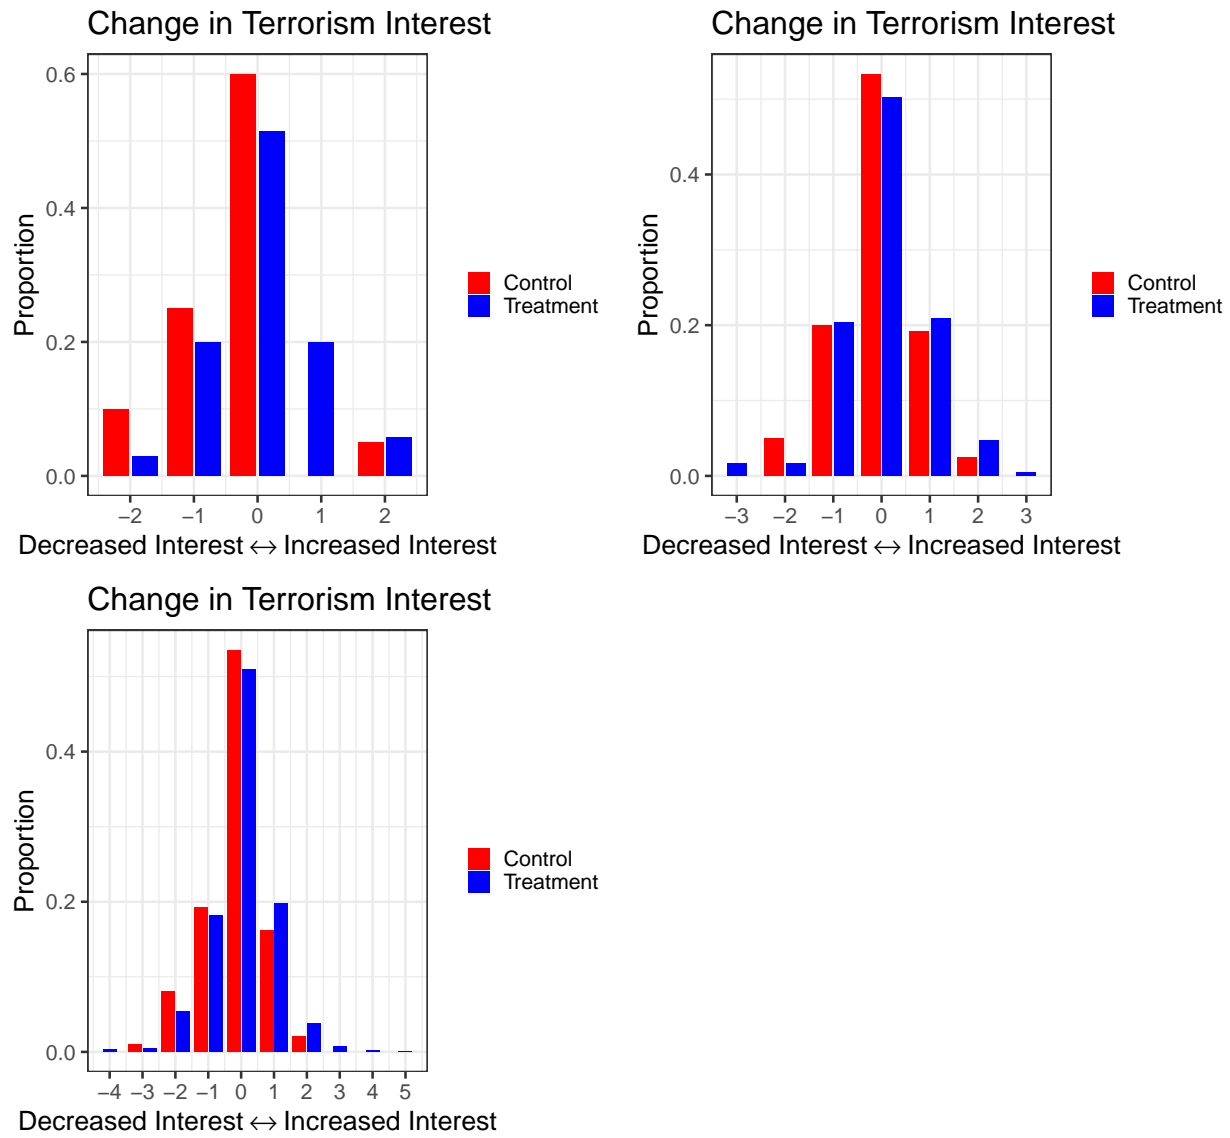 Change in Terrorism Interest
0.6
0.4
0.2
0.0
Proportion
−2 −1 0 1 2
Decreased Interest ↔ Increased Interest
Control
Treatment
Change in Terrorism Interest
0.4
0.2
0.0
Proportion
−3 −2 −1 0 1 2 3
Decreased Interest ↔ Increased Interest
Control
Treatment
Change in Terrorism Interest
0.4
0.2
0.0
Proportion
−4 −3 −2 −1 0 1 2 3 4 5
Decreased Interest ↔ Increased Interest
Control
Treatment